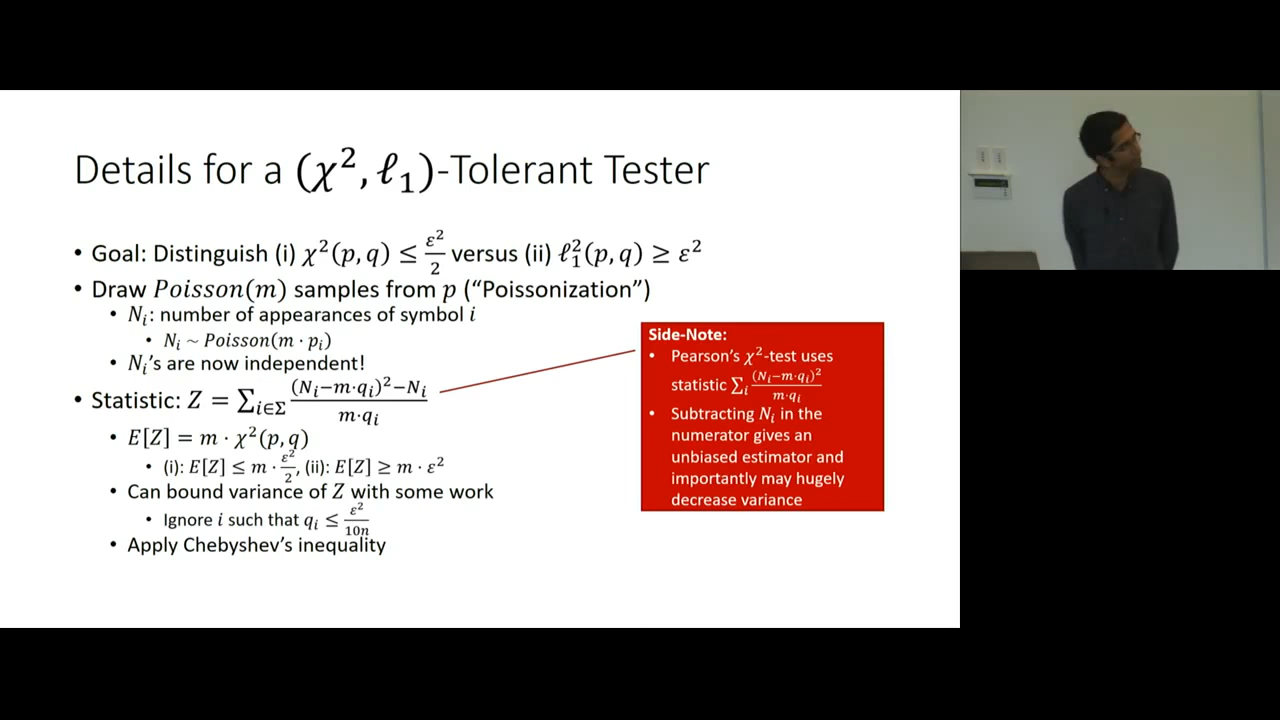 Details for a (χ², ℓ₁)-Tolerant Tester
• Goal: Distinguish (i) χ²(p, q) ≤ ε²/2 versus (ii) ℓ₁²(p, q) ≥ ε²
• Draw Poisson(m) samples from p ("Poissonization")
• Nᵢ: number of appearances of symbol i
• Nᵢ ~ Poisson(m · pᵢ)
• Nᵢ's are now independent!
• Statistic: Z = ∑_{i∈Σ} ((Nᵢ−m·qᵢ)²−Nᵢ)/(m·qᵢ)
• E[Z] = m · χ²(p, q)
• (i): E[Z] ≤ m · ε²/2, (ii): E[Z] ≥ m · ε²
• Can bound variance of Z with some work
• Ignore i such that qᵢ ≤ ε²/10n
• Apply Chebyshev's inequality
Side-Note:
• Pearson's χ²-test uses
statistic ∑ᵢ (Nᵢ−m·qᵢ)²/(m·qᵢ)
• Subtracting Nᵢ in the
numerator gives an
unbiased estimator and
importantly may hugely
decrease variance